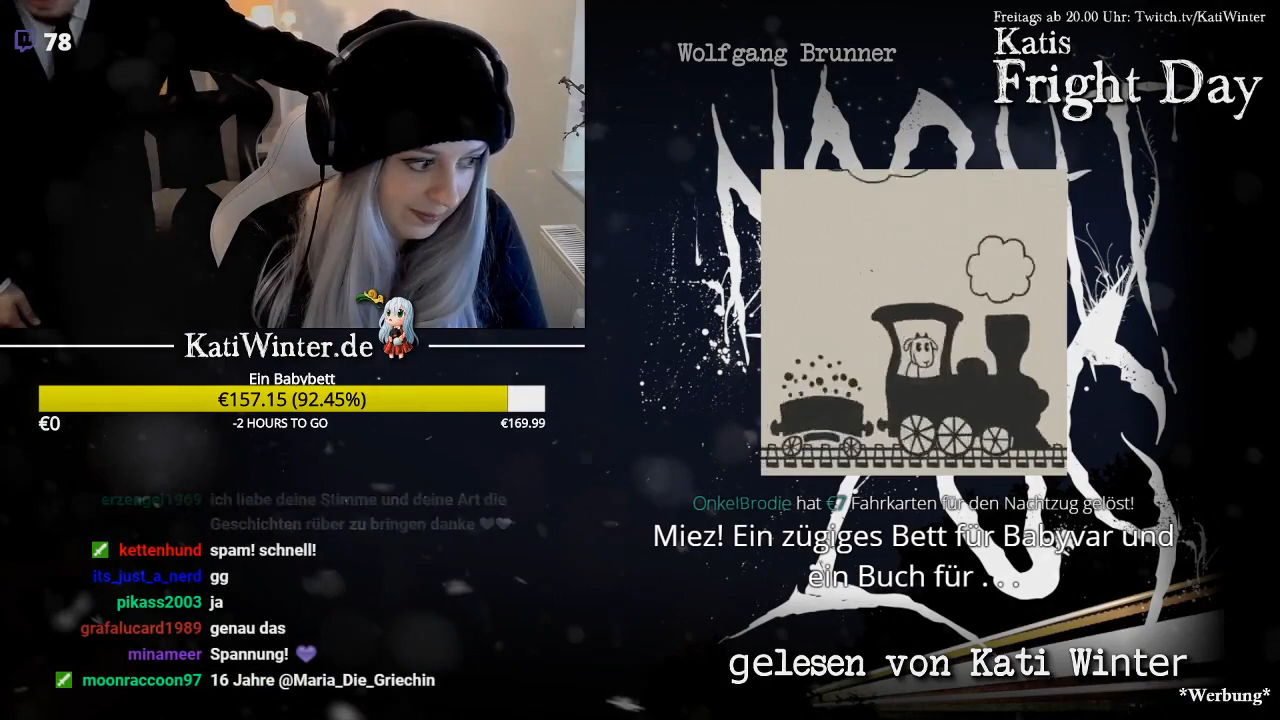 78
Freitags ab 20.00 Uhr: Twitch.tv/KatiWinter
Katis
Fright Day
Wolfgang Brunner
KatiWinter.de
Ein Babybett
€157.15 (92.45%)
€0
-2 HOURS TO GO
€169.99
erzengel1969 ich liebe deine Stimme und deine Art die
Geschichten rüber zu bringen danke
kettenhund spam! schnell!
its_just_a_nerd gg
pikass2003 ja
grafalucard1989 genau das
minameer Spannung! 💜
moonraccoon97 16 Jahre @Maria_Die_Griechin
OnkelBrodie hat €7 Fahrkarten für den Nachtzug gelöst!
Miez! Ein zügiges Bett für Babyvar und
ein Buch für . . .
gelesen von Kati Winter
*Werbung*